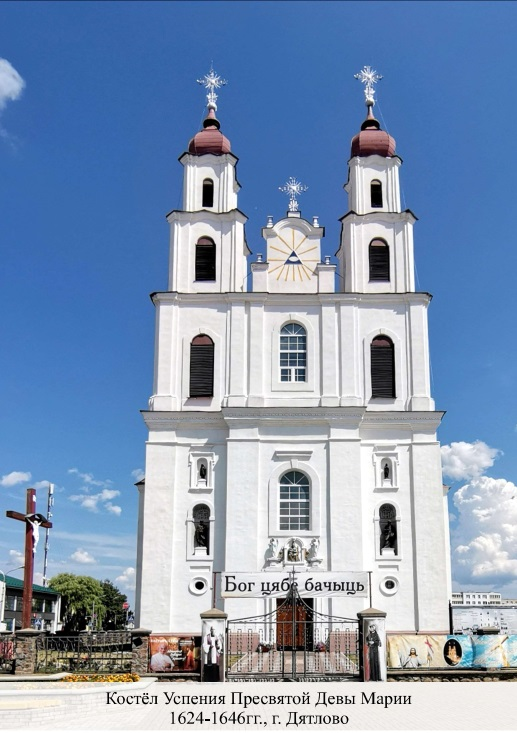 Бог цябе бачыць
Костёл Успения Пресвятой Девы Марии
1624-1646гг., г. Дятлово